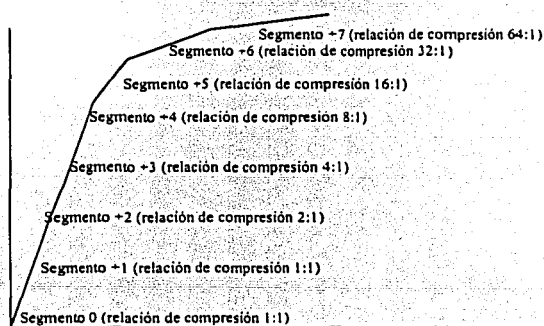 Segmento +7 (relación de compresión 64:1)
Segmento +6 (relación de compresión 32:1)
Segmento +5 (relación de compresión 16:1)
Segmento +4 (relación de compresión 8:1)
Segmento +3 (relación de compresión 4:1)
Segmento +2 (relación de compresión 2:1)
Segmento +1 (relación de compresión 1:1)
Segmento 0 (relación de compresión 1:1)